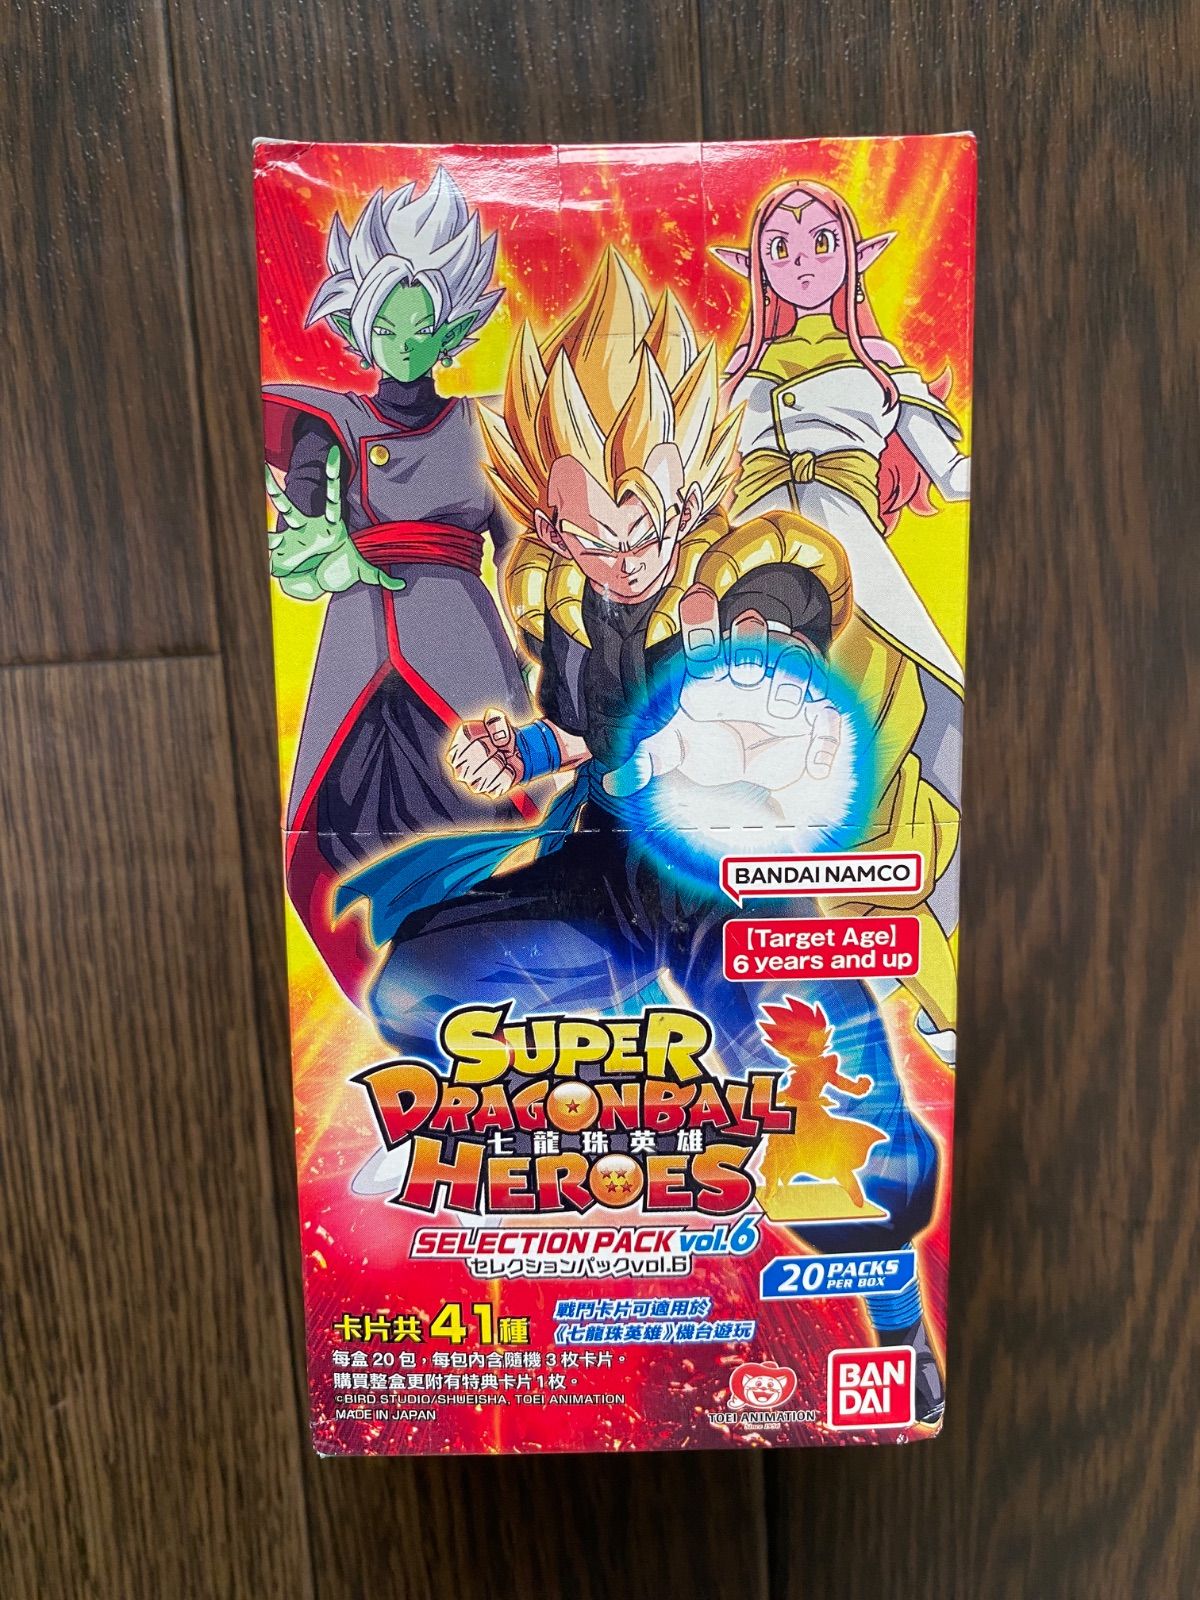 BANDAI NAMCO
【Target Age】
6 years and up
SUPER
DRAGONBALL
七龍珠英雄
HEROES
SELECTION PACK vol.6
セレクションパックvol.6
20 PACKS
PER BOX
卡片共 41種
戰鬥卡片可適用於
《七龍珠英雄》機台遊玩
每盒 20 包，每包內含隨機 3 枚卡片。
購買整盒更附有特典卡片 1 枚。
©BIRD STUDIO/SHUEISHA, TOEI ANIMATION
MADE IN JAPAN
TOEI ANIMATION
Since 1956
BAN
DAI